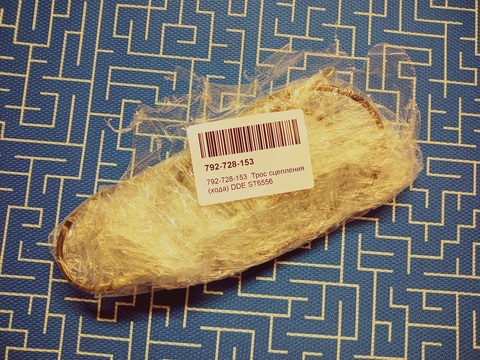 792-728-153
792-728-153 Трос сцепления
(хода) DDE ST6556